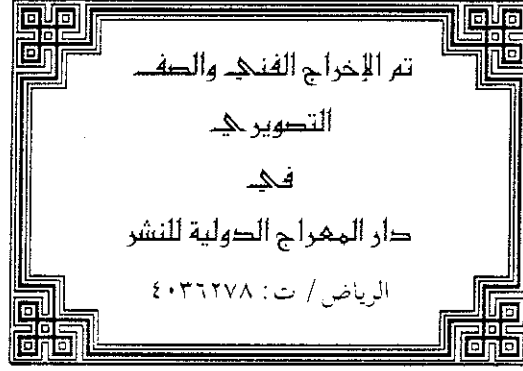 تم الإخراج الفني والصف
التصويري
في
دار المعراج الدولية للنشر
الرياض / ت : ٤٠٣٦٢٧٨